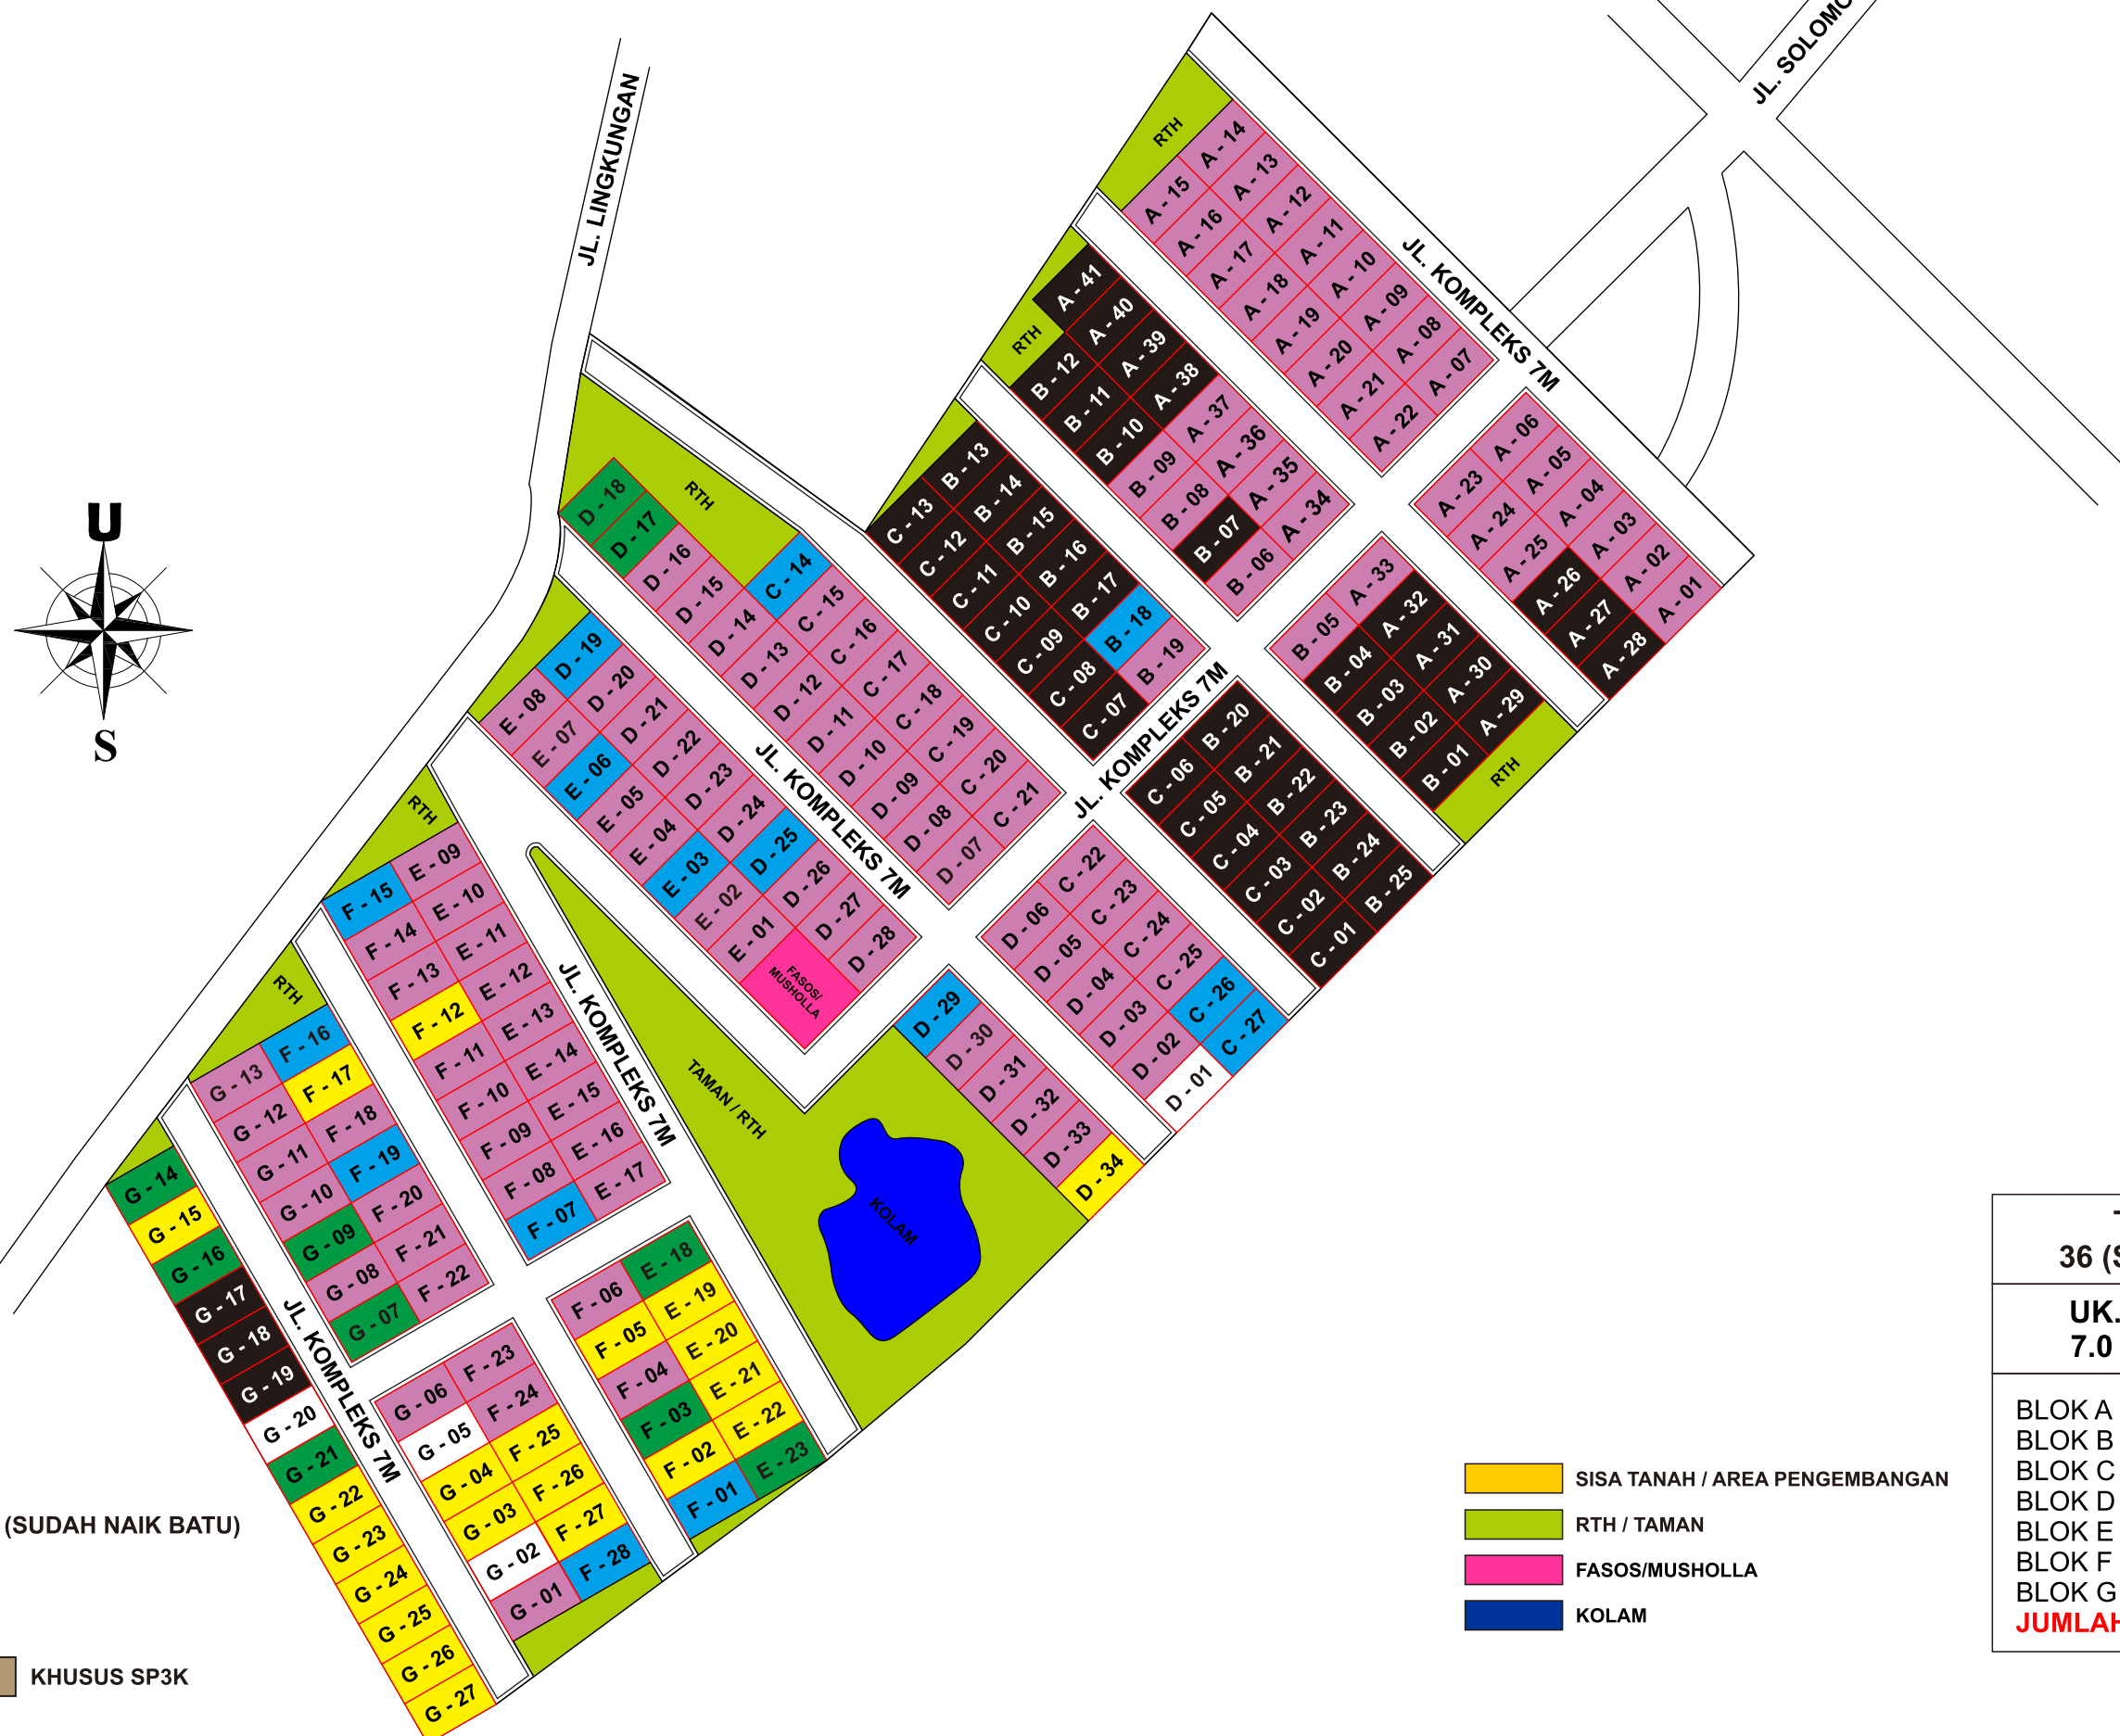 JL. SOLOMO
JL. LINGKUNGAN
JL. KOMPLEKS 7M
RTH
A - 14
A - 13
A - 12
A - 11
A - 10
A - 09
A - 08
A - 07
A - 15
A - 16
A - 17
A - 18
A - 19
A - 20
A - 21
A - 22
A - 06
A - 05
A - 04
A - 03
A - 02
A - 01
A - 23
A - 24
A - 25
A - 26
A - 27
A - 28
RTH
A - 41
A - 40
A - 39
A - 38
A - 37
A - 36
A - 35
A - 34
B - 12
B - 11
B - 10
B - 09
B - 08
B - 07
B - 06
A - 33
A - 32
A - 31
A - 30
A - 29
B - 05
B - 04
B - 03
B - 02
B - 01
RTH
B - 13
B - 14
B - 15
B - 16
B - 17
B - 18
B - 19
C - 13
C - 12
C - 11
C - 10
C - 09
C - 08
C - 07
JL. KOMPLEKS 7M
B - 20
B - 21
B - 22
B - 23
B - 24
B - 25
C - 06
C - 05
C - 04
C - 03
C - 02
C - 01
U
S
RTH
D - 18
D - 17
D - 16
D - 15
D - 14
D - 13
D - 12
D - 11
D - 10
D - 09
D - 08
D - 07
C - 14
C - 15
C - 16
C - 17
C - 18
C - 19
C - 20
C - 21
C - 22
C - 23
C - 24
C - 25
C - 26
C - 27
D - 06
D - 05
D - 04
D - 03
D - 02
D - 01
JL. KOMPLEKS 7M
D - 19
D - 20
D - 21
D - 22
D - 23
D - 24
D - 25
D - 26
D - 27
D - 28
E - 08
E - 07
E - 06
E - 05
E - 04
E - 03
E - 02
E - 01
FASOS/
MUSHOLLA
D - 29
D - 30
D - 31
D - 32
D - 33
D - 34
TAMAN / RTH
KOLAM
RTH
JL. KOMPLEKS 7M
E - 09
E - 10
E - 11
E - 12
E - 13
E - 14
E - 15
E - 16
E - 17
F - 15
F - 14
F - 13
F - 12
F - 11
F - 10
F - 09
F - 08
F - 07
E - 18
E - 19
E - 20
E - 21
E - 22
E - 23
F - 06
F - 05
F - 04
F - 03
F - 02
F - 01
RTH
F - 16
F - 17
F - 18
F - 19
F - 20
F - 21
F - 22
G - 13
G - 12
G - 11
G - 10
G - 09
G - 08
G - 07
F - 23
F - 24
F - 25
F - 26
F - 27
F - 28
G - 06
G - 05
G - 04
G - 03
G - 02
G - 01
JL. KOMPLEKS 7M
G - 14
G - 15
G - 16
G - 17
G - 18
G - 19
G - 20
G - 21
G - 22
G - 23
G - 24
G - 25
G - 26
G - 27
(SUDAH NAIK BATU)
KHUSUS SP3K
SISA TANAH / AREA PENGEMBANGAN
RTH / TAMAN
FASOS/MUSHOLLA
KOLAM
36 (S
UK.
7.0
BLOK A
BLOK B
BLOK C
BLOK D
BLOK E
BLOK F
BLOK G
JUMLAH